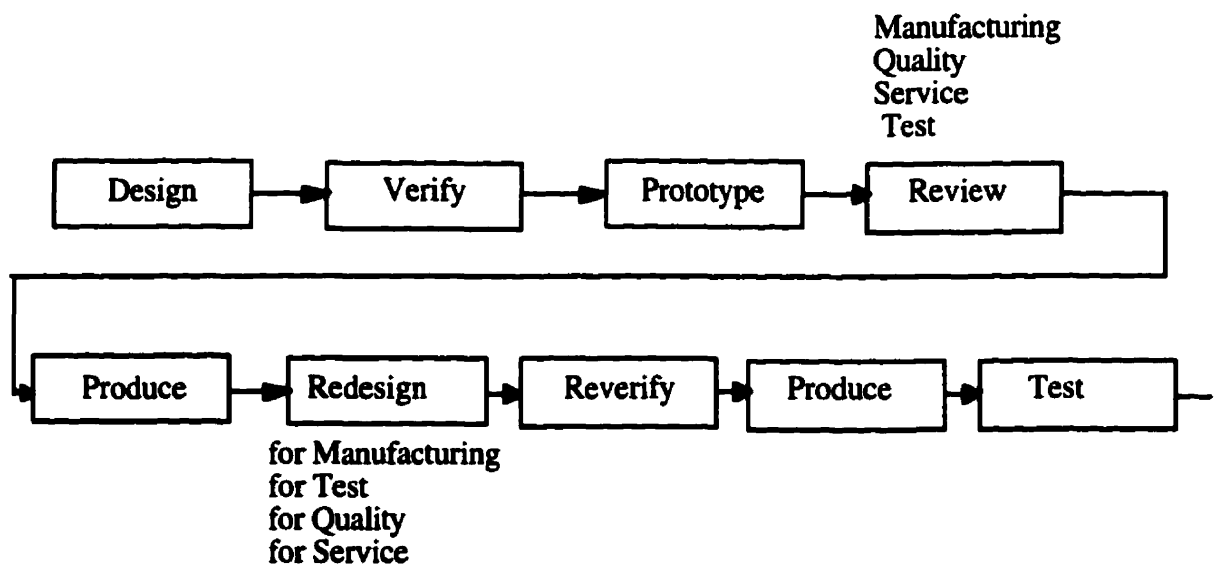 Manufacturing
Quality
Service
Test
Design
Verify
Prototype
Review
Produce
Redesign
Reverify
Produce
Test
for Manufacturing
for Test
for Quality
for Service